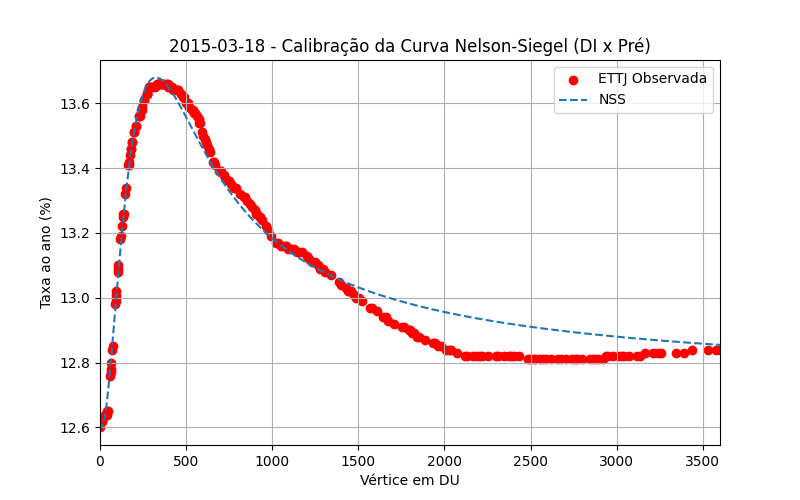 2015-03-18 - Calibração da Curva Nelson-Siegel (DI x Pré)
ETTJ Observada
NSS
Taxa ao ano (%)
13.6
13.4
13.2
13.0
12.8
12.6
0 500 1000 1500 2000 2500 3000 3500
Vértice em DU